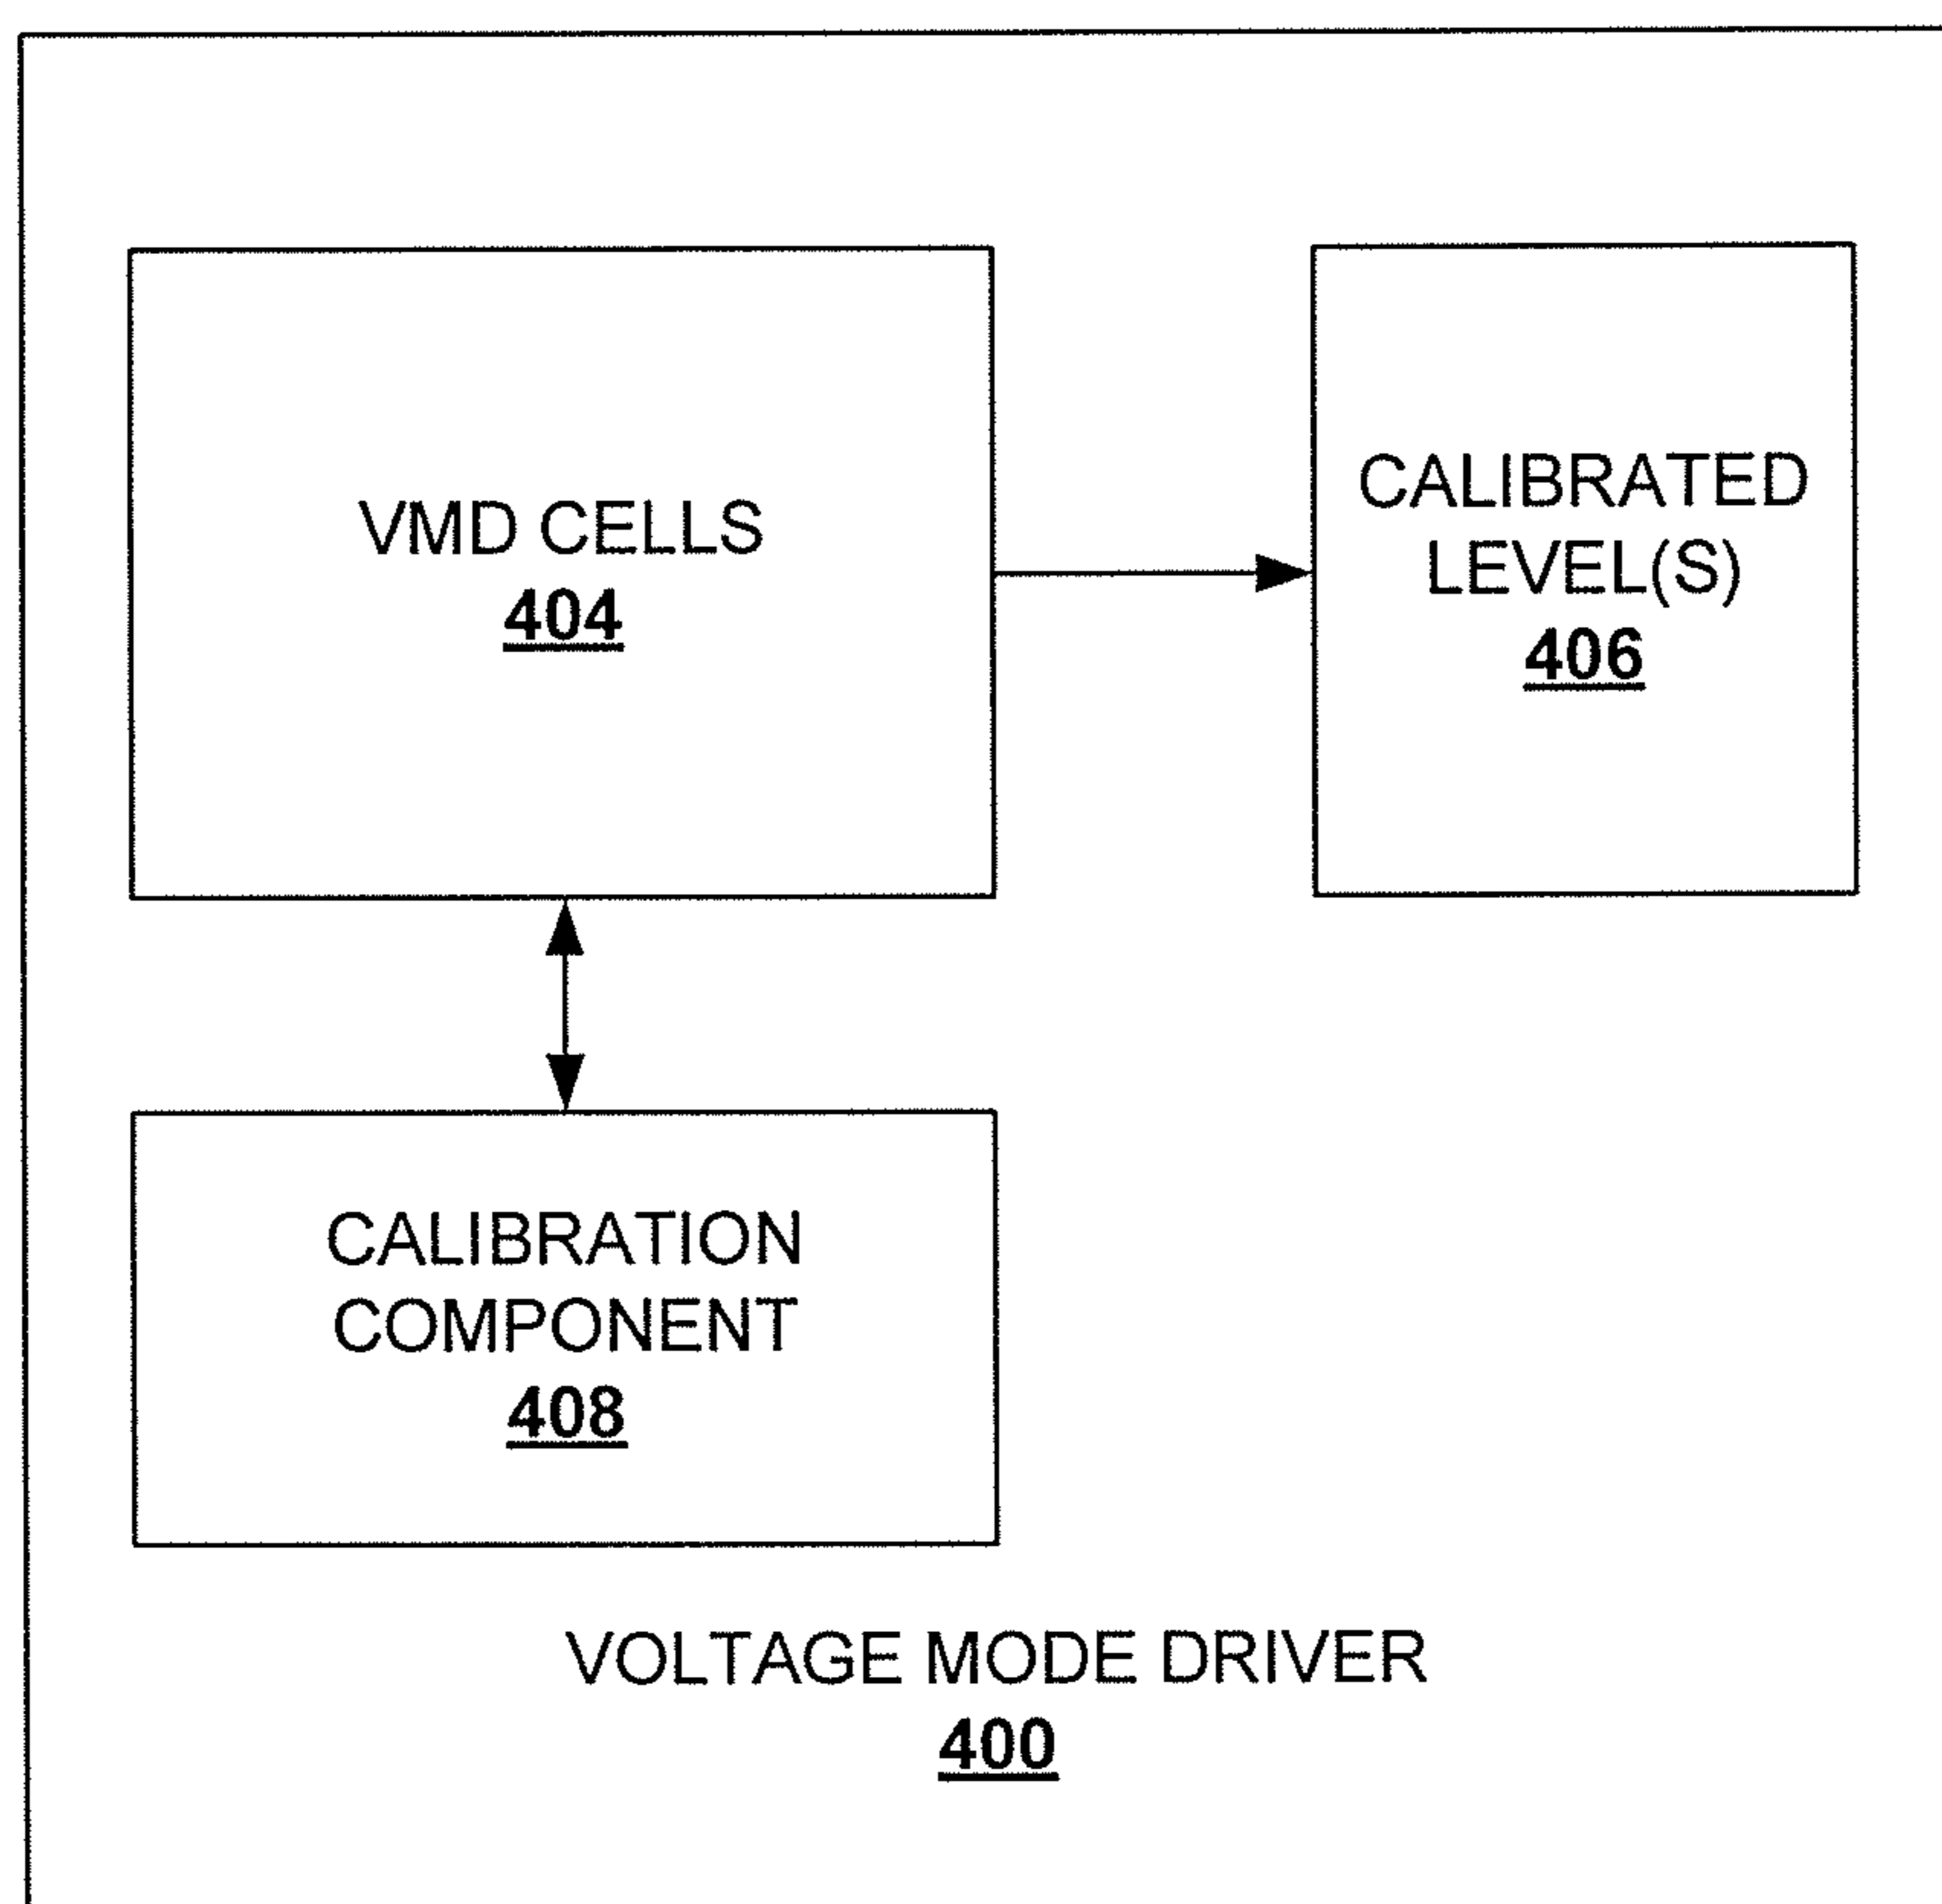 VMD CELLS
404
CALIBRATED
LEVEL(S)
406
CALIBRATION
COMPONENT
408
VOLTAGE MODE DRIVER
400